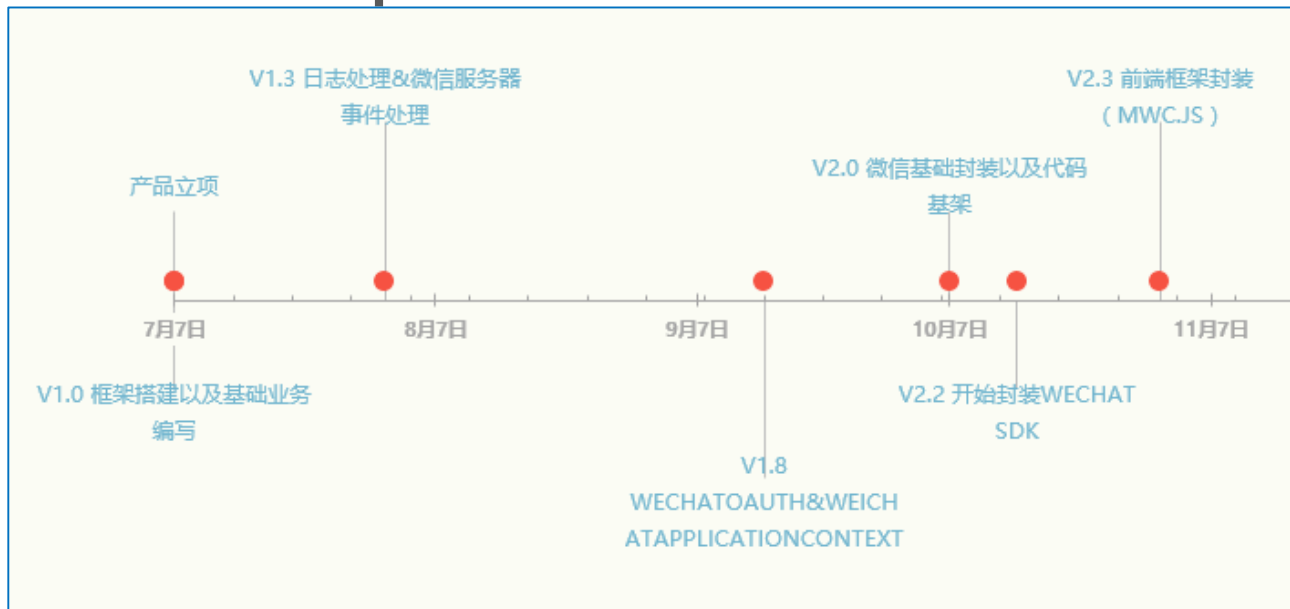 V1.3 日志处理&微信服务器
事件处理
V2.3 前端框架封装
（MWC.JS）
产品立项
V2.0 微信基础封装以及代码
基架
7月7日
8月7日
9月7日
10月7日
11月7日
V1.0 框架搭建以及基础业务
编写
V2.2 开始封装WECHAT
SDK
V1.8
WECHATOAUTH&WEICH
ATAPPLICATIONCONTEXT